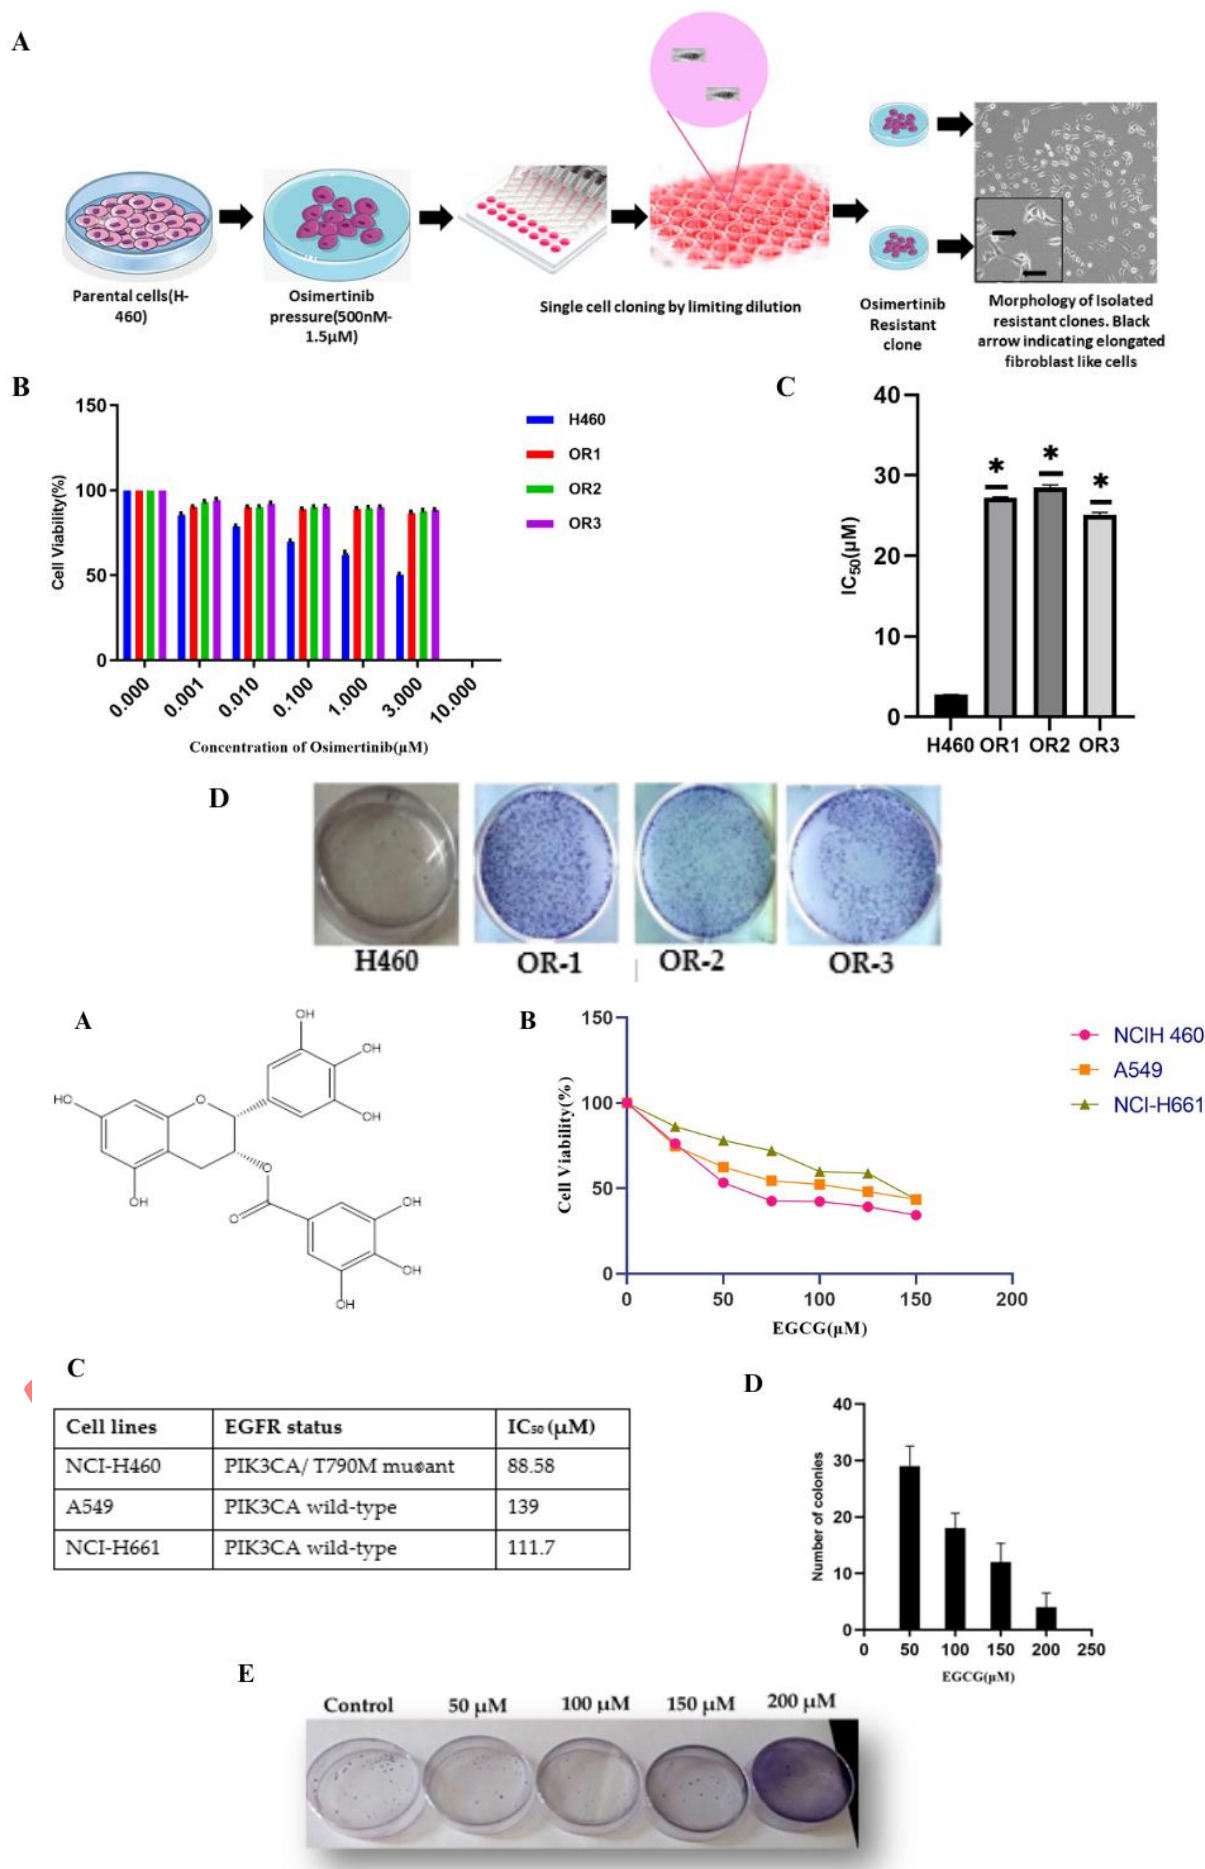 A
Parental cells(H-
460)
Osimertinib
pressure(500nM-
1.5µM)
Single cell cloning by limiting dilution
Osimertinib
Resistant
clone
Morphology of Isolated
resistant clones. Black
arrow indicating elongated
fibroblast like cells
B
Cell Viability(%)
150
100
50
0
0.000
0.001
0.010
0.100
1.000
3.000
10.000
Concentration of Osimertinib(µM)
H460
OR1
OR2
OR3
C
IC50(µM)
40
30
20
10
0
*
*
*
H460 OR1 OR2 OR3
D
H460
OR-1
OR-2
OR-3
A
OH
OH
OH
HO
O
OH
O
O
OH
OH
OH
B
Cell Viability(%)
150
100
50
0
0 50 100 150 200
EGCG(µM)
NCIH 460
A549
NCI-H661
C
Cell lines EGFR status IC50 (µM)
NCI-H460 PIK3CA/ T790M mutant 88.58
A549 PIK3CA wild-type 139
NCI-H661 PIK3CA wild-type 111.7
D
Number of colonies
40
30
20
10
0
0 50 100 150 200 250
EGCG(µM)
E
Control 50 µM 100 µM 150 µM 200 µM